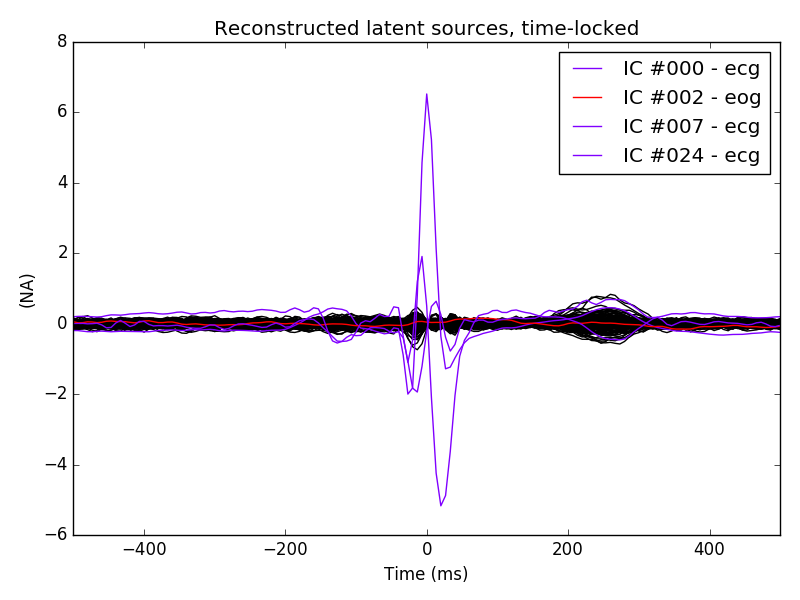 Reconstructed latent sources, time-locked
8
6
4
2
0
−2
−4
−6
(NA)
IC #000 - ecg
IC #002 - eog
IC #007 - ecg
IC #024 - ecg
−400 −200 0 200 400
Time (ms)